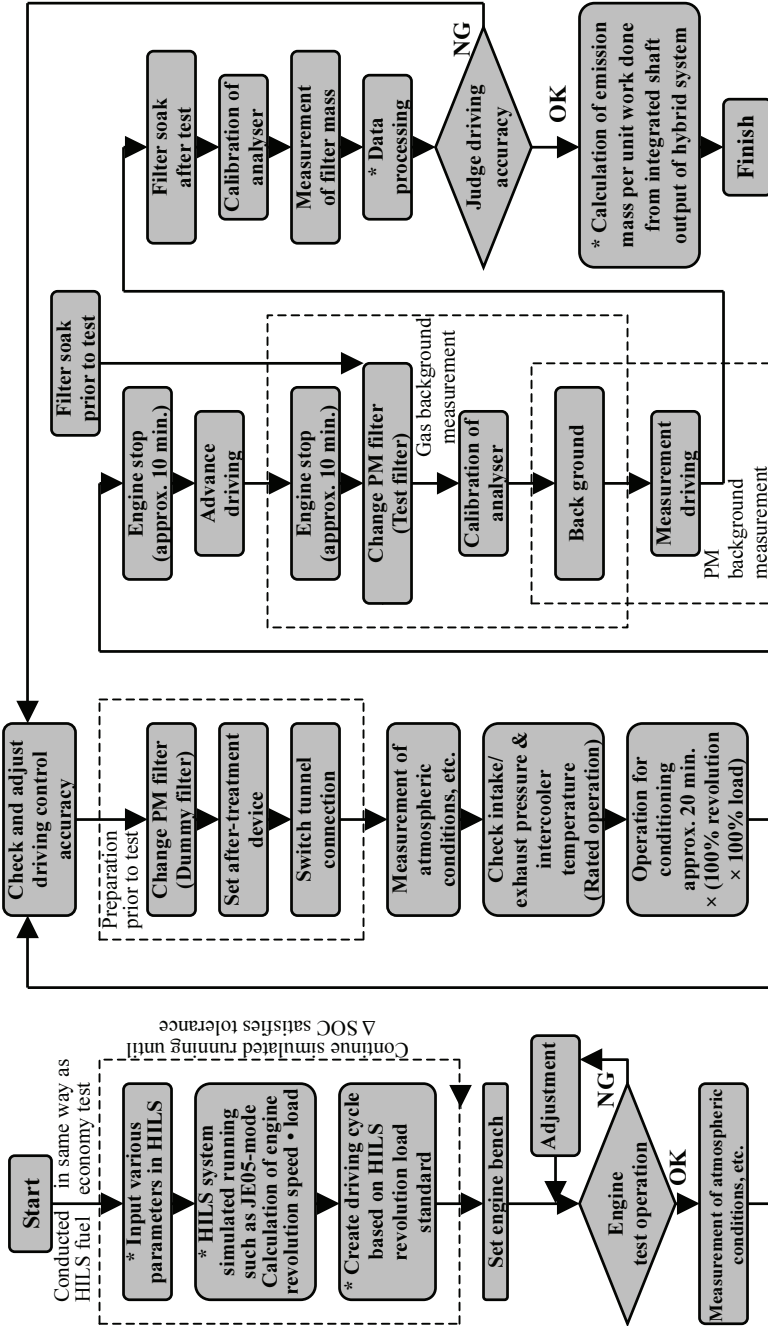 Start
Conducted in same way as
HILS fuel economy test
* Input various
parameters in HILS
* HILS system
simulated running
such as JE05-mode
Calculation of engine
revolution speed • load
* Create driving cycle
based on HILS
revolution load
standard
Continue simulated running until
Δ SOC satisfies tolerance
Set engine bench
Adjustment
Engine
test operation
NG
OK
Measurement of atmospheric
conditions, etc.
Check and adjust
driving control
accuracy
Preparation
prior to test
Change PM filter
(Dummy filter)
Set after-treatment
device
Switch tunnel
connection
Measurement of
atmospheric
conditions, etc.
Check intake/
exhaust pressure &
intercooler
temperature
(Rated operation)
Operation for
conditioning
approx. 20 min.
× (100% revolution
× 100% load)
Filter soak
prior to test
Engine stop
(approx. 10 min.)
Advance
driving
Engine stop
(approx. 10 min.)
Change PM filter
(Test filter)
Gas background
measurement
Calibration of
analyser
Back ground
Measurement
driving
PM
background
measurement
Filter soak
after test
Calibration of
analyser
Measurement
of filter mass
* Data
processing
Judge driving
accuracy
NG
OK
* Calculation of emission
mass per unit work done
from integrated shaft
output of hybrid system
Finish